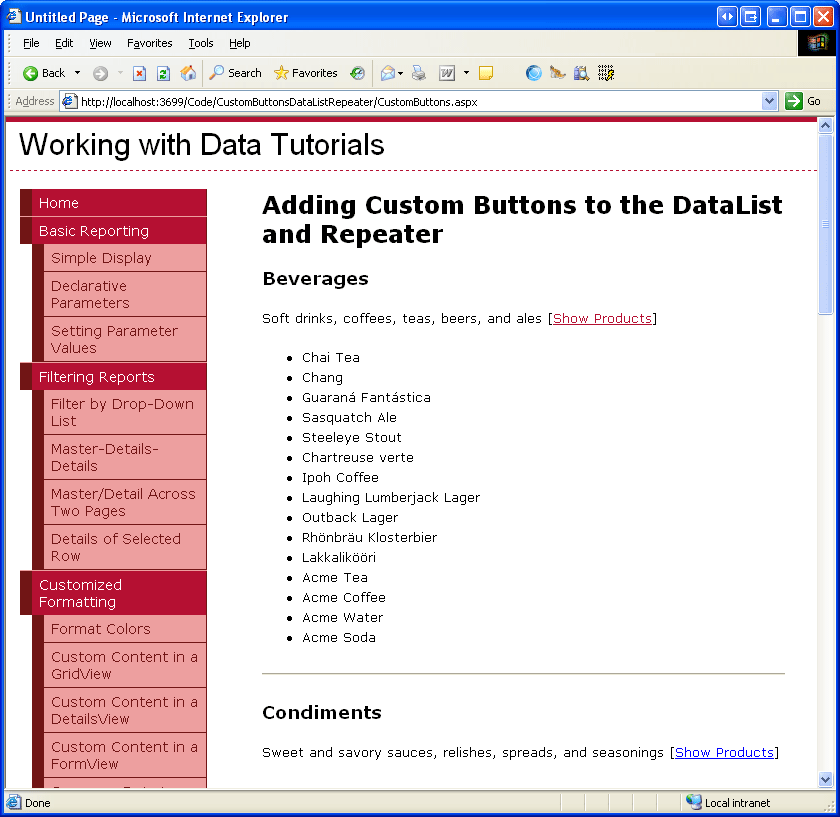 Untitled Page - Microsoft Internet Explorer
File Edit View Favorites Tools Help
Back Search Favorites
Address http://localhost:3699/Code/CustomButtonsDataListRepeater/CustomButtons.aspx Go
Working with Data Tutorials
Home
Basic Reporting
Simple Display
Declarative
Parameters
Setting Parameter
Values
Filtering Reports
Filter by Drop-Down
List
Master-Details-
Details
Master/Detail Across
Two Pages
Details of Selected
Row
Customized
Formatting
Format Colors
Custom Content in a
GridView
Custom Content in a
DetailsView
Custom Content in a
FormView
Adding Custom Buttons to the DataList
and Repeater
Beverages
Soft drinks, coffees, teas, beers, and ales [Show Products]
Chai Tea
Chang
Guaraná Fantástica
Sasquatch Ale
Steeleye Stout
Chartreuse verte
Ipoh Coffee
Laughing Lumberjack Lager
Outback Lager
Rhönbräu Klosterbier
Lakkalikööri
Acme Tea
Acme Coffee
Acme Water
Acme Soda
Condiments
Sweet and savory sauces, relishes, spreads, and seasonings [Show Products]
Done Local intranet